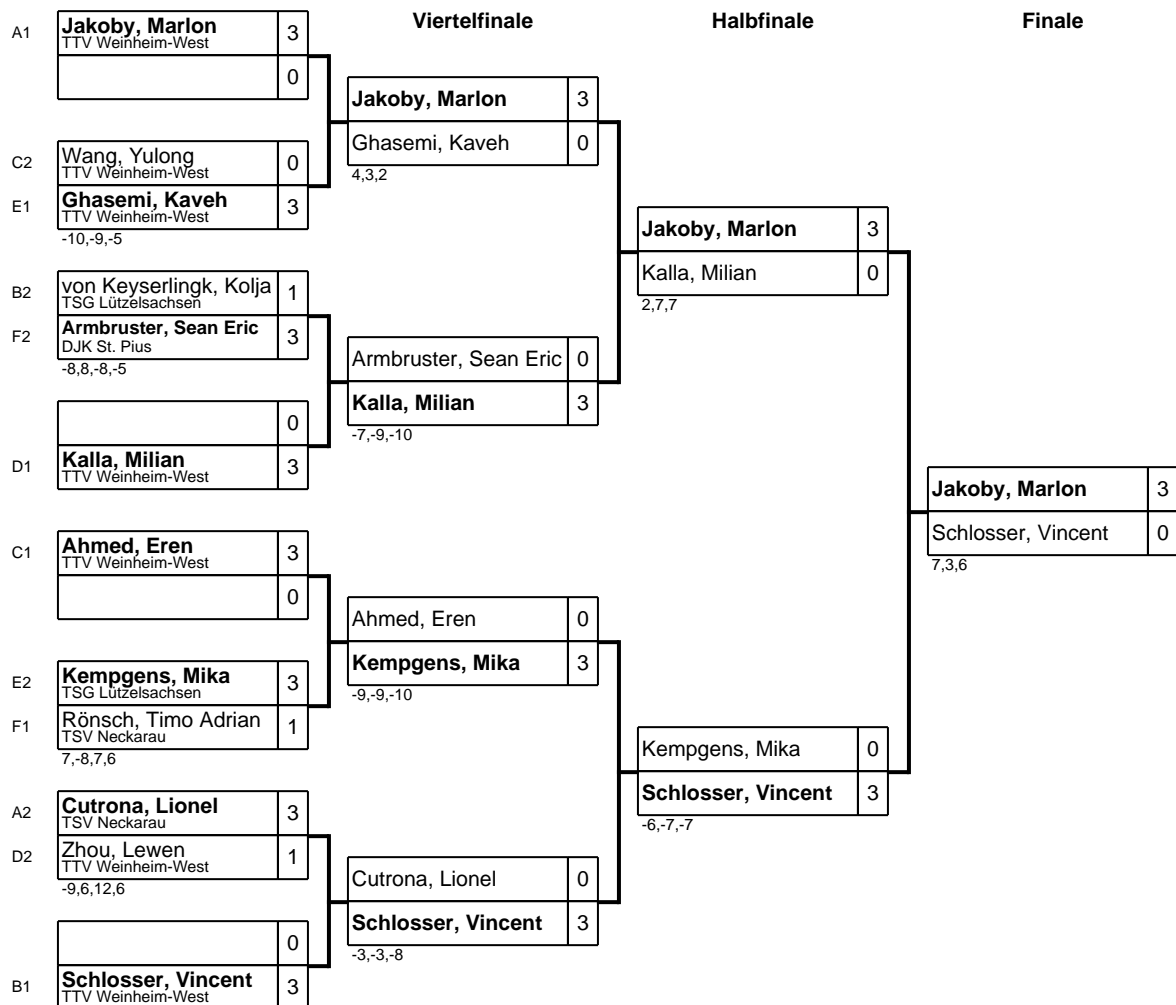 Viertelfinale
Halbfinale
Finale
A1
Jakoby, Marlon
3
TTV Weinheim-West
0
C2
Wang, Yulong
0
TTV Weinheim-West
E1
Ghasemi, Kaveh
3
TTV Weinheim-West
-10,-9,-5
B2
von Keyserlingk, Kolja
1
TSG Lützelsachsen
F2
Armbruster, Sean Eric
3
DJK St. Pius
-8,8,-8,-5
0
D1
Kalla, Milian
3
TTV Weinheim-West
C1
Ahmed, Eren
3
TTV Weinheim-West
0
E2
Kempgens, Mika
3
TSG Lützelsachsen
F1
Rönsch, Timo Adrian
1
TSV Neckarau
7,-8,7,6
A2
Cutrona, Lionel
3
TSV Neckarau
D2
Zhou, Lewen
1
TTV Weinheim-West
-9,6,12,6
0
B1
Schlosser, Vincent
3
TTV Weinheim-West
Jakoby, Marlon
3
Ghasemi, Kaveh
0
4,3,2
Armbruster, Sean Eric
0
Kalla, Milian
3
-7,-9,-10
Ahmed, Eren
0
Kempgens, Mika
3
-9,-9,-10
Cutrona, Lionel
0
Schlosser, Vincent
3
-3,-3,-8
Jakoby, Marlon
3
Kalla, Milian
0
2,7,7
Kempgens, Mika
0
Schlosser, Vincent
3
-6,-7,-7
Jakoby, Marlon
3
Schlosser, Vincent
0
7,3,6